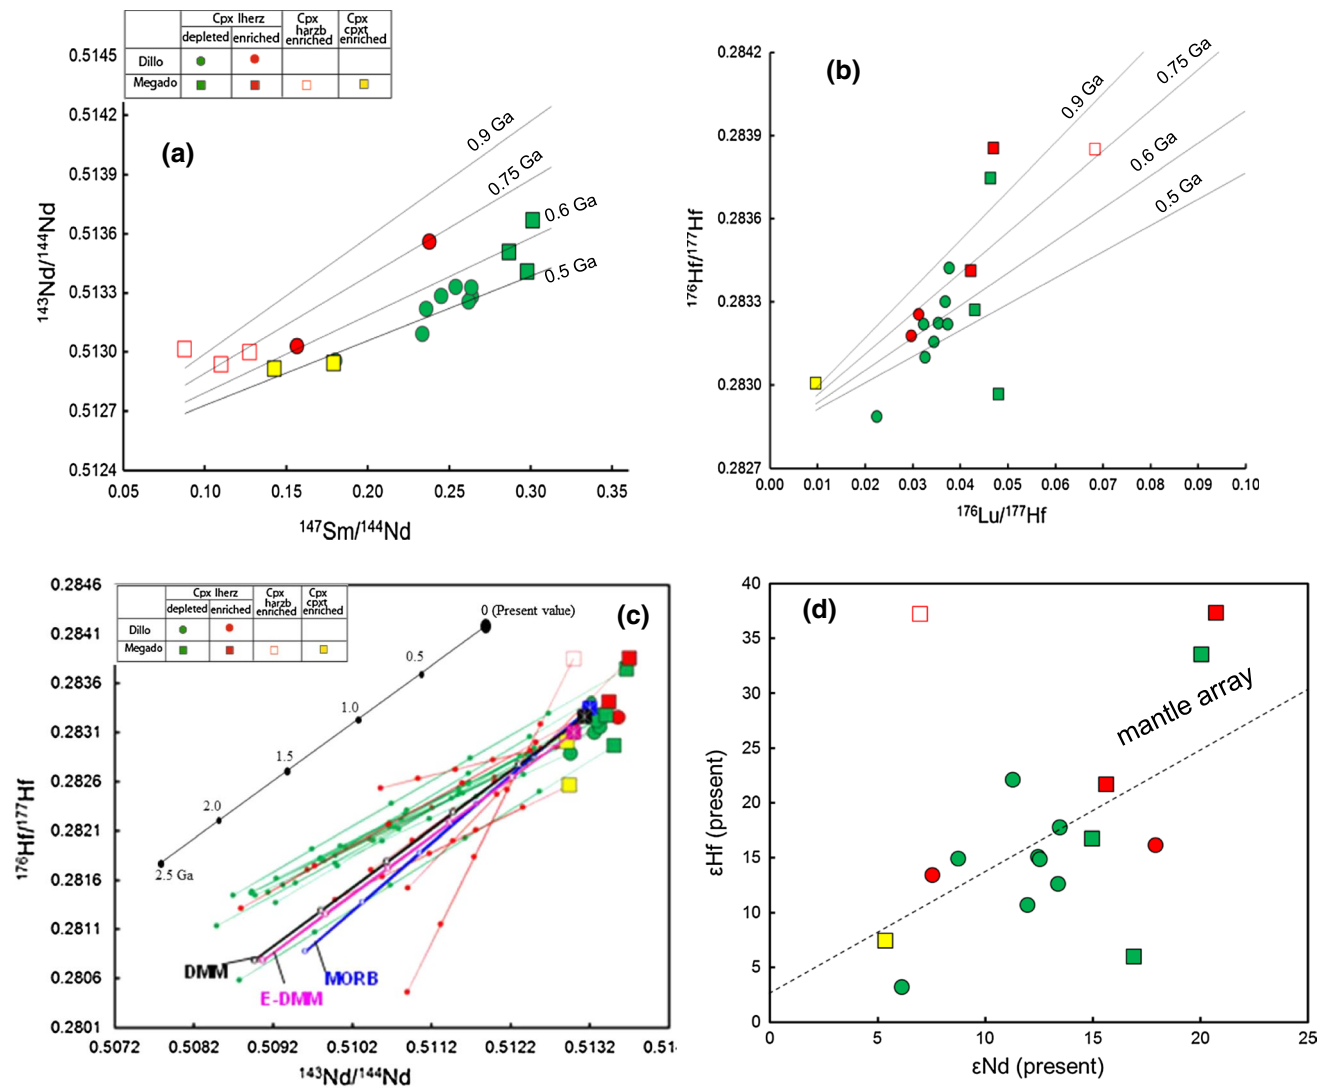 Cpx lherz Cpx harzb enriched Cpx cpxt enriched
depleted enriched
Dillo
Megado
(a)
0.5145
0.5142
0.5139
0.5136
0.5133
0.5130
0.5127
0.5124
0.9 Ga
0.75 Ga
0.6 Ga
0.5 Ga
143Nd/144Nd
0.05 0.10 0.15 0.20 0.25 0.30 0.35
147Sm/144Nd
(b)
0.2842
0.2839
0.2836
0.2833
0.2830
0.2827
0.9 Ga
0.75 Ga
0.6 Ga
0.5 Ga
176Hf/177Hf
0.00 0.01 0.02 0.03 0.04 0.05 0.06 0.07 0.08 0.09 0.10
176Lu/177Hf
(c)
Cpx lherz Cpx harzb enriched Cpx cpxt enriched
depleted enriched
Dillo
Megado
0.2846
0.2841
0.2836
0.2831
0.2826
0.2821
0.2816
0.2811
0.2806
0.2801
0 (Present value)
0.5
1.0
1.5
2.0
2.5 Ga
DMM
E-DMM
MORB
176Hf/177Hf
0.5072 0.5082 0.5092 0.5102 0.5112 0.5122 0.5132 0.51
143Nd/144Nd
(d)
40
35
30
25
20
15
10
5
0
mantle array
εHf (present)
0 5 10 15 20 25
εNd (present)